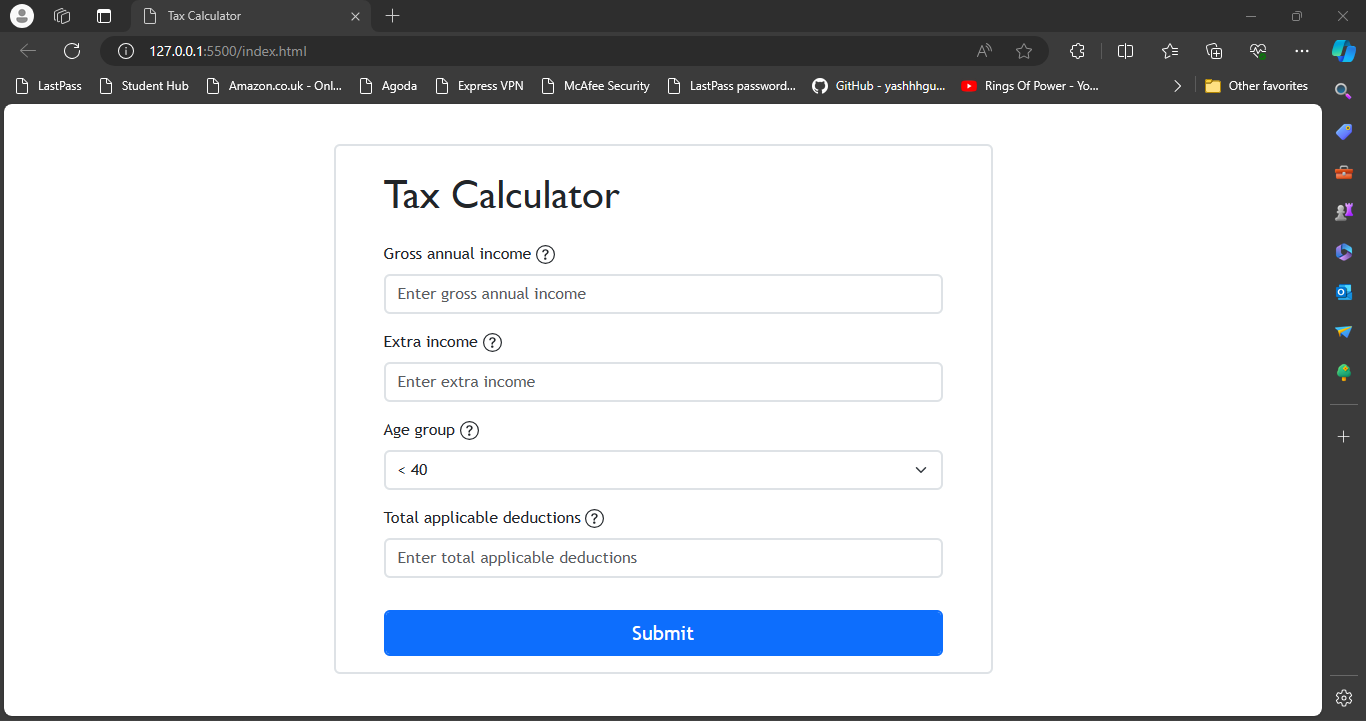 Tax Calculator
127.0.0.1:5500/index.html
LastPass Student Hub Amazon.co.uk - Onl... Agoda Express VPN McAfee Security LastPass password... GitHub - yashhhgu... Rings Of Power - Yo... Other favorites
Tax Calculator
Gross annual income ?
Enter gross annual income
Extra income ?
Enter extra income
Age group ?
< 40
Total applicable deductions ?
Enter total applicable deductions
Submit